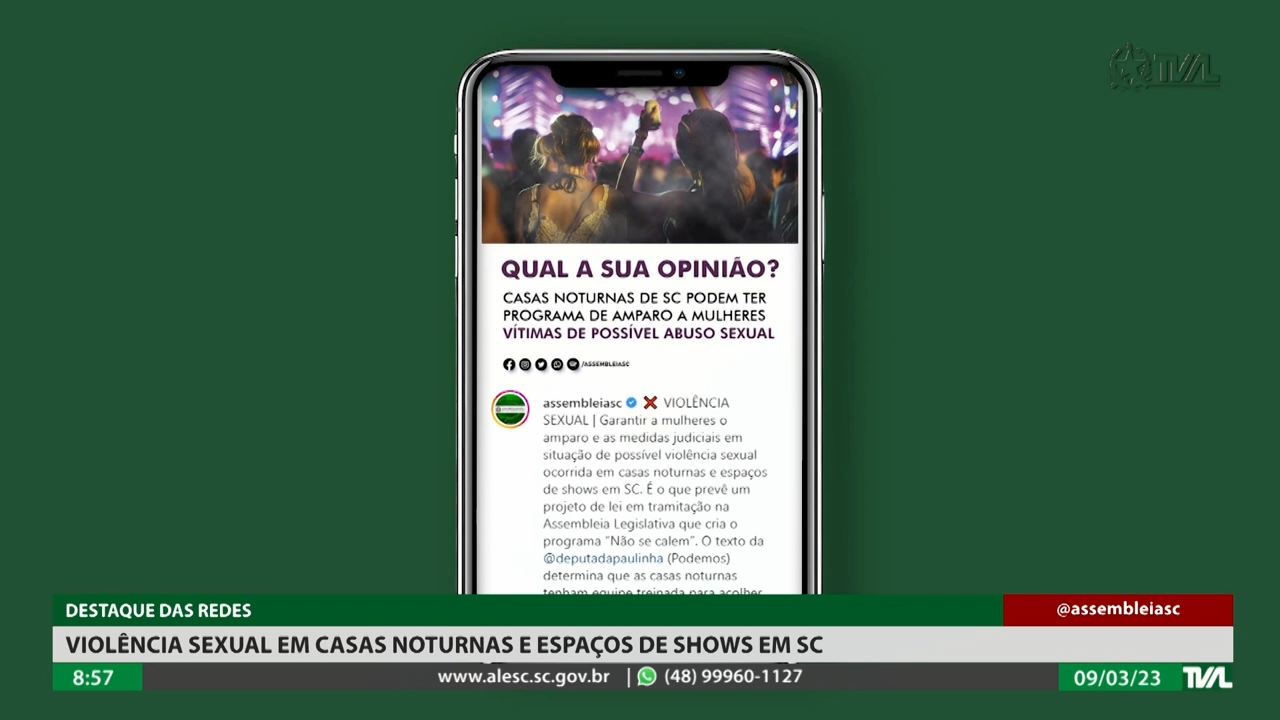 TVAL
QUAL A SUA OPINIÃO?
CASAS NOTURNAS DE SC PODEM TER
PROGRAMA DE AMPARO A MULHERES
VÍTIMAS DE POSSÍVEL ABUSO SEXUAL
/ASSEMBLEIASC
assembleiasc ❌ VIOLÊNCIA
SEXUAL | Garantir a mulheres o
amparo e as medidas judiciais em
situação de possível violência sexual
ocorrida em casas noturnas e espaços
de shows em SC. É o que prevê um
projeto de lei em tramitação na
Assembleia Legislativa que cria o
programa “Não se calem”. O texto da
@deputadapaulinha (Podemos)
determina que as casas noturnas
tenham equipe treinada para acolher
DESTAQUE DAS REDES
@assembleiasc
VIOLÊNCIA SEXUAL EM CASAS NOTURNAS E ESPAÇOS DE SHOWS EM SC
8:57
www.alesc.sc.gov.br | (48) 99960-1127
09/03/23
TVAL